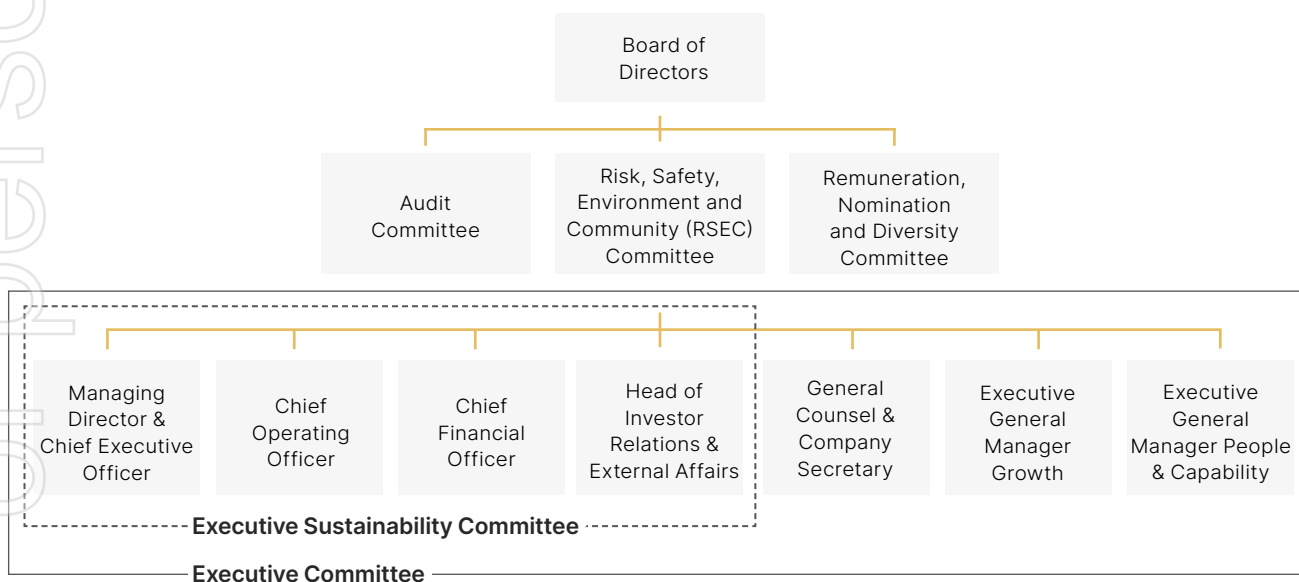 Board of
Directors
Audit
Committee
Risk, Safety,
Environment and
Community (RSEC)
Committee
Remuneration,
Nomination
and Diversity
Committee
Managing
Director &
Chief Executive
Officer
Chief
Operating
Officer
Chief
Financial
Officer
Head of
Investor
Relations &
External Affairs
General
Counsel &
Company
Secretary
Executive
General
Manager
Growth
Executive
General
Manager People
& Capability
Executive Sustainability Committee
Executive Committee